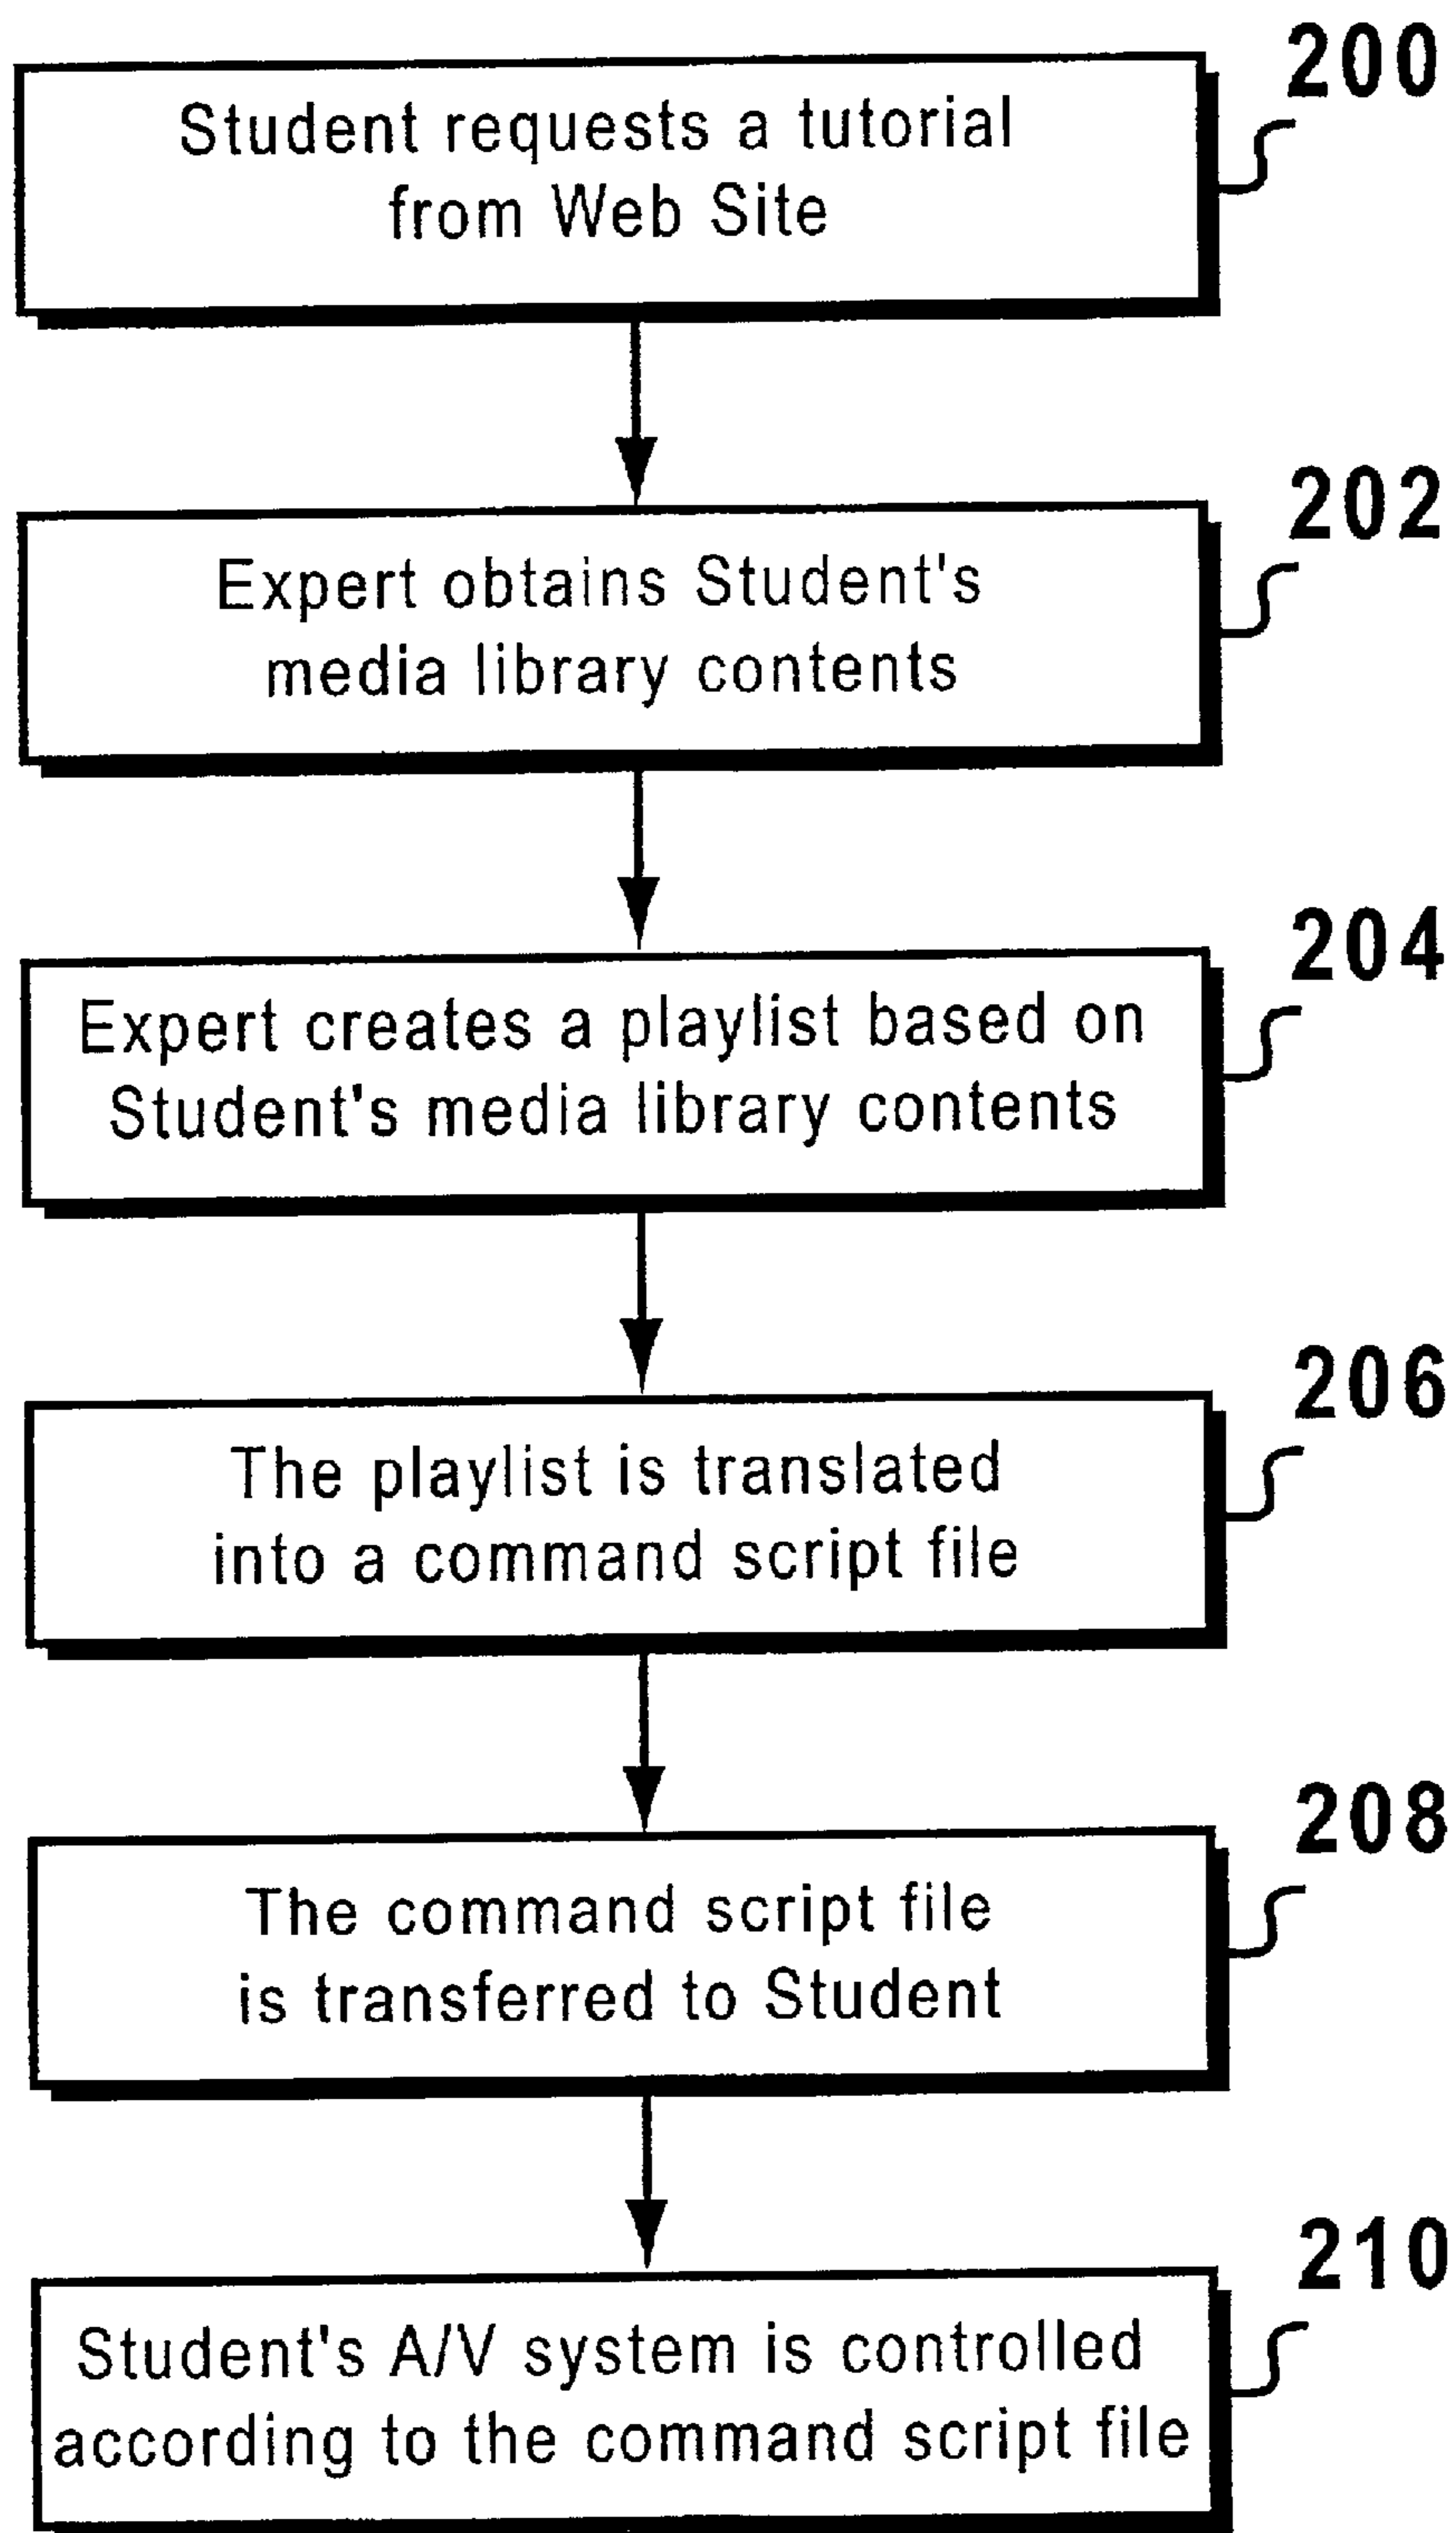 200
Student requests a tutorial
from Web Site
202
Expert obtains Student's
media library contents
204
Expert creates a playlist based on
Student's media library contents
206
The playlist is translated
into a command script file
208
The command script file
is transferred to Student
210
Student's A/V system is controlled
according to the command script file